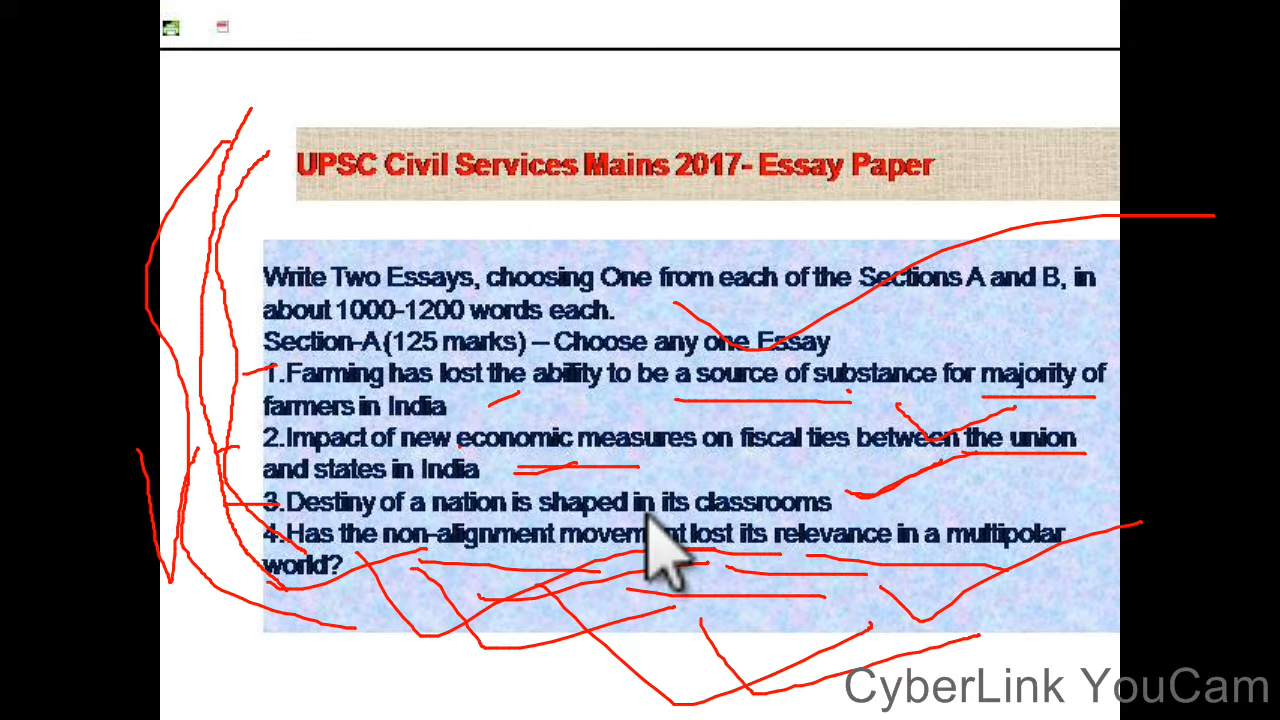 UPSC Civil Services Mains 2017- Essay Paper
Write Two Essays, choosing One from each of the Sections A and B, in
about 1000-1200 words each.
Section-A (125 marks) – Choose any one Essay
1.Farming has lost the ability to be a source of substance for majority of
farmers in India
2.Impact of new economic measures on fiscal ties between the union
and states in India
3.Destiny of a nation is shaped in its classrooms
4.Has the non-alignment movement lost its relevance in a multipolar
world?
CyberLink YouCam